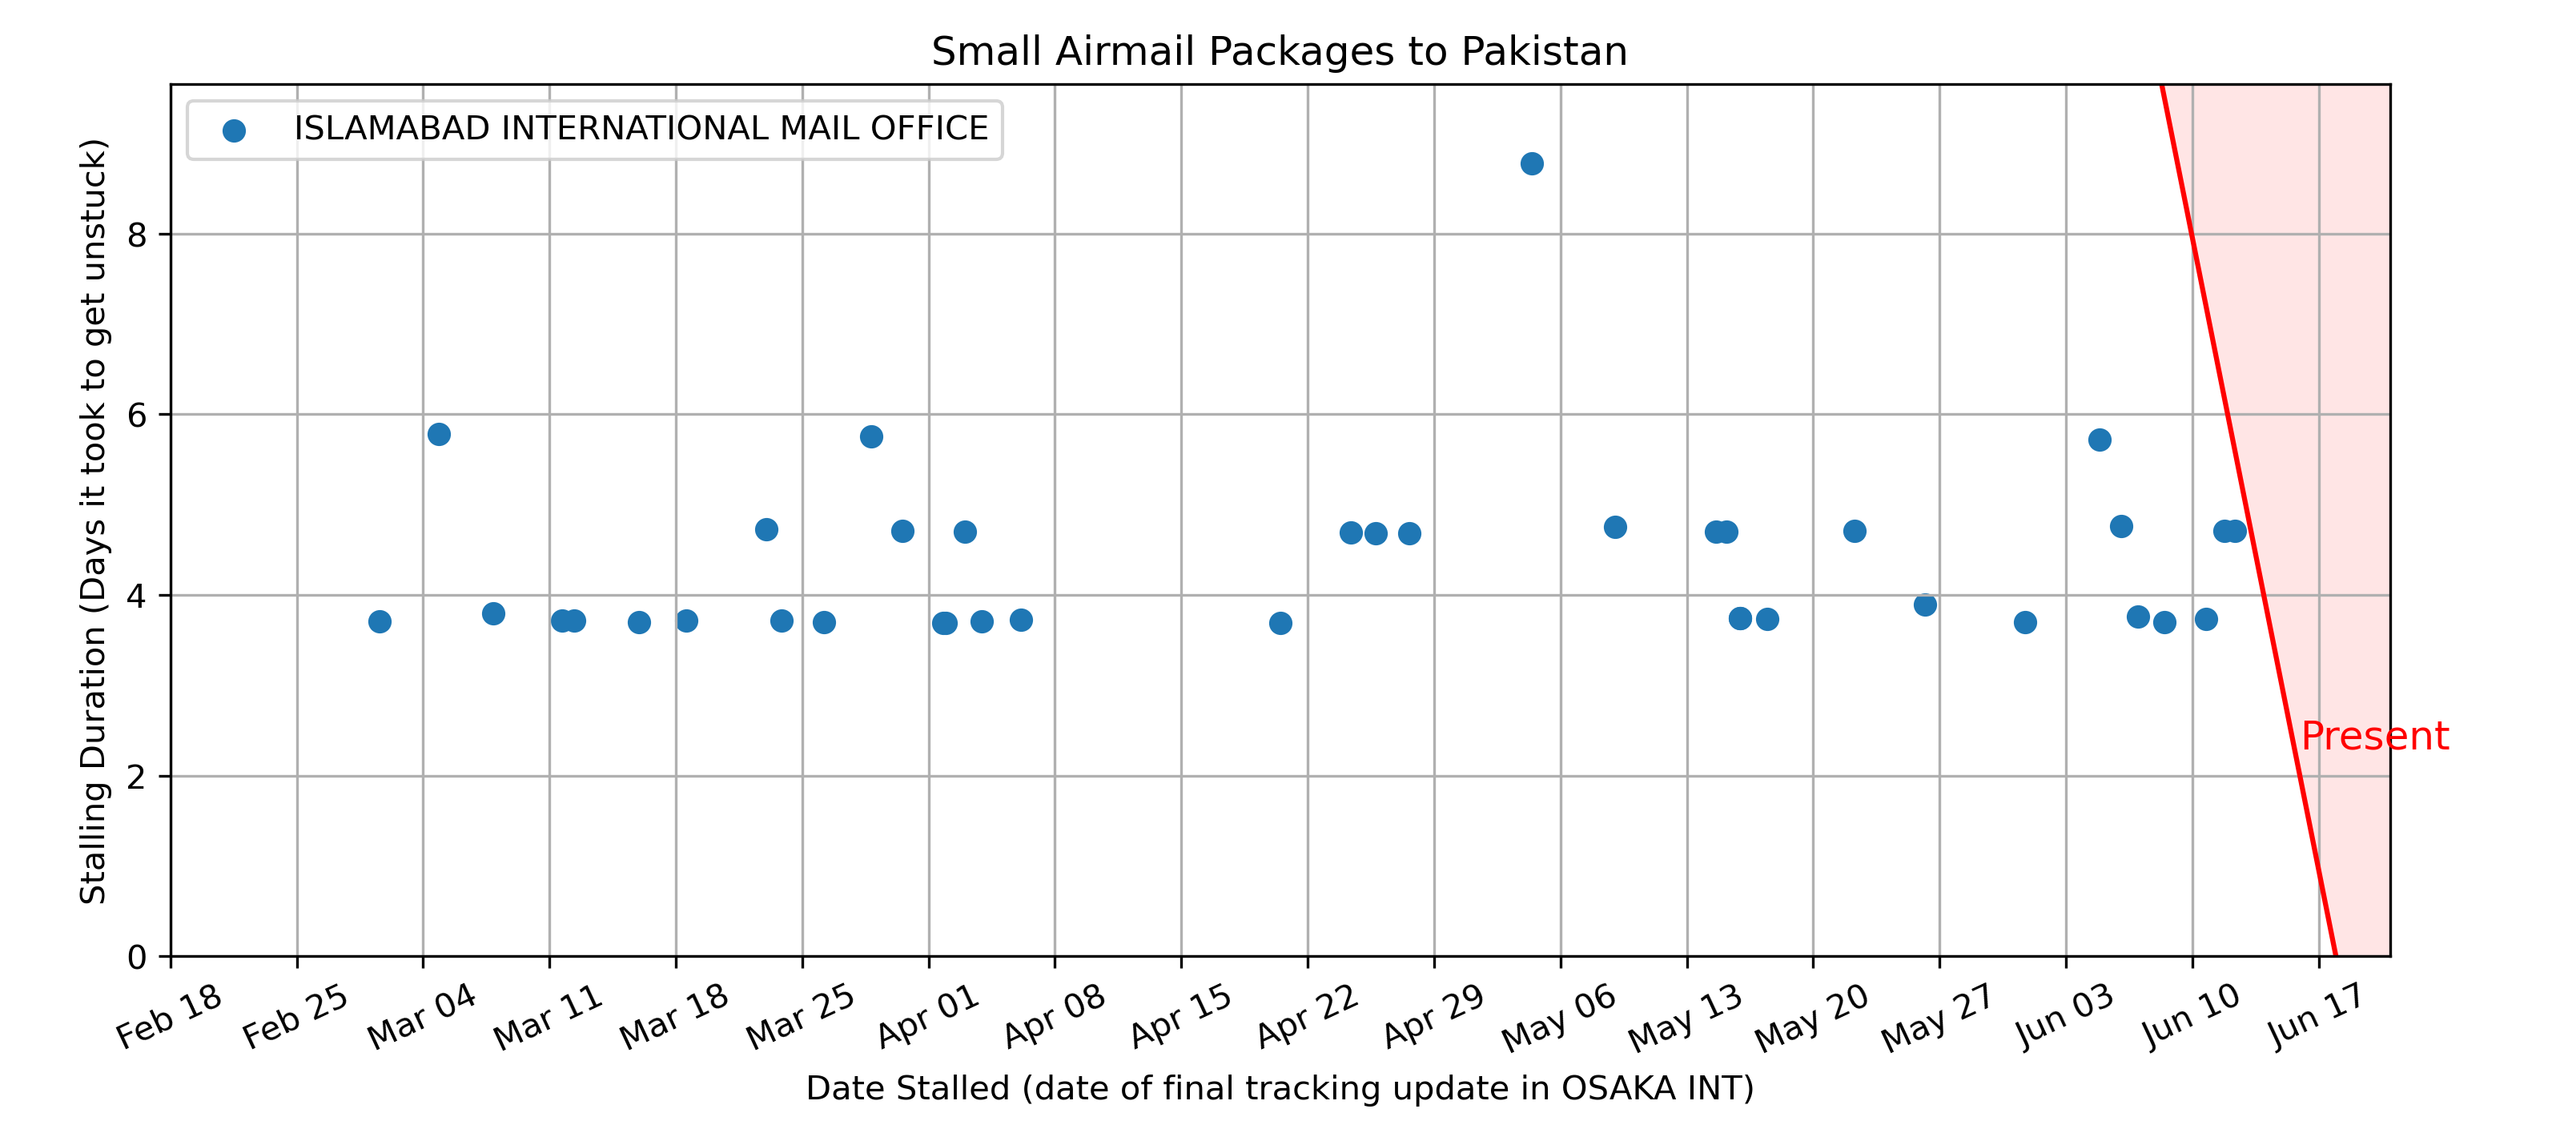 Small Airmail Packages to Pakistan
ISLAMABAD INTERNATIONAL MAIL OFFICE
Stalling Duration (Days it took to get unstuck)
8
6
4
2
0
Present
Feb 18 Feb 25 Mar 04 Mar 11 Mar 18 Mar 25 Apr 01 Apr 08 Apr 15 Apr 22 Apr 29 May 06 May 13 May 20 May 27 Jun 03 Jun 10 Jun 17
Date Stalled (date of final tracking update in OSAKA INT)